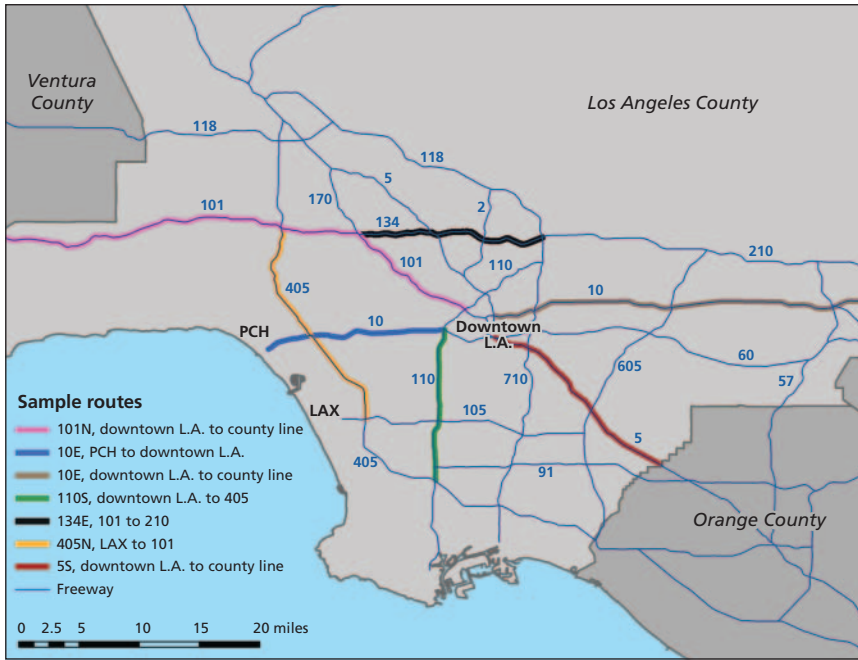 Ventura
County
Los Angeles County
118
118
5
170
2
101
134
101
110
210
405
10
10
PCH
Downtown
L.A.
60
605
110
710
57
LAX
105
Sample routes
101N, downtown L.A. to county line
10E, PCH to downtown L.A.
10E, downtown L.A. to county line
110S, downtown L.A. to 405
134E, 101 to 210
405N, LAX to 101
5S, downtown L.A. to county line
Freeway
405
5
91
Orange County
0 2.5 5 10 15 20 miles